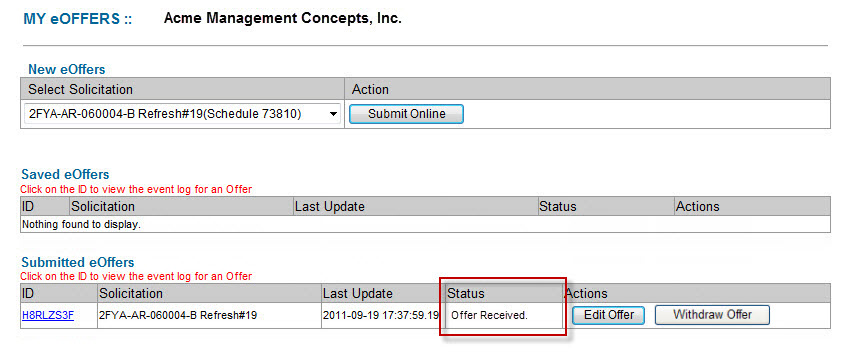 MY eOFFERS :: Acme Management Concepts, Inc.
New eOffers
Select Solicitation Action
2FYA-AR-060004-B Refresh#19(Schedule 73810) Submit Online
Saved eOffers
Click on the ID to view the event log for an Offer
ID Solicitation Last Update Status Actions
Nothing found to display.
Submitted eOffers
Click on the ID to view the event log for an Offer
ID Solicitation Last Update Status Actions
H8RLZS3F 2FYA-AR-060004-B Refresh#19 2011-09-19 17:37:59.19 Offer Received. Edit Offer Withdraw Offer